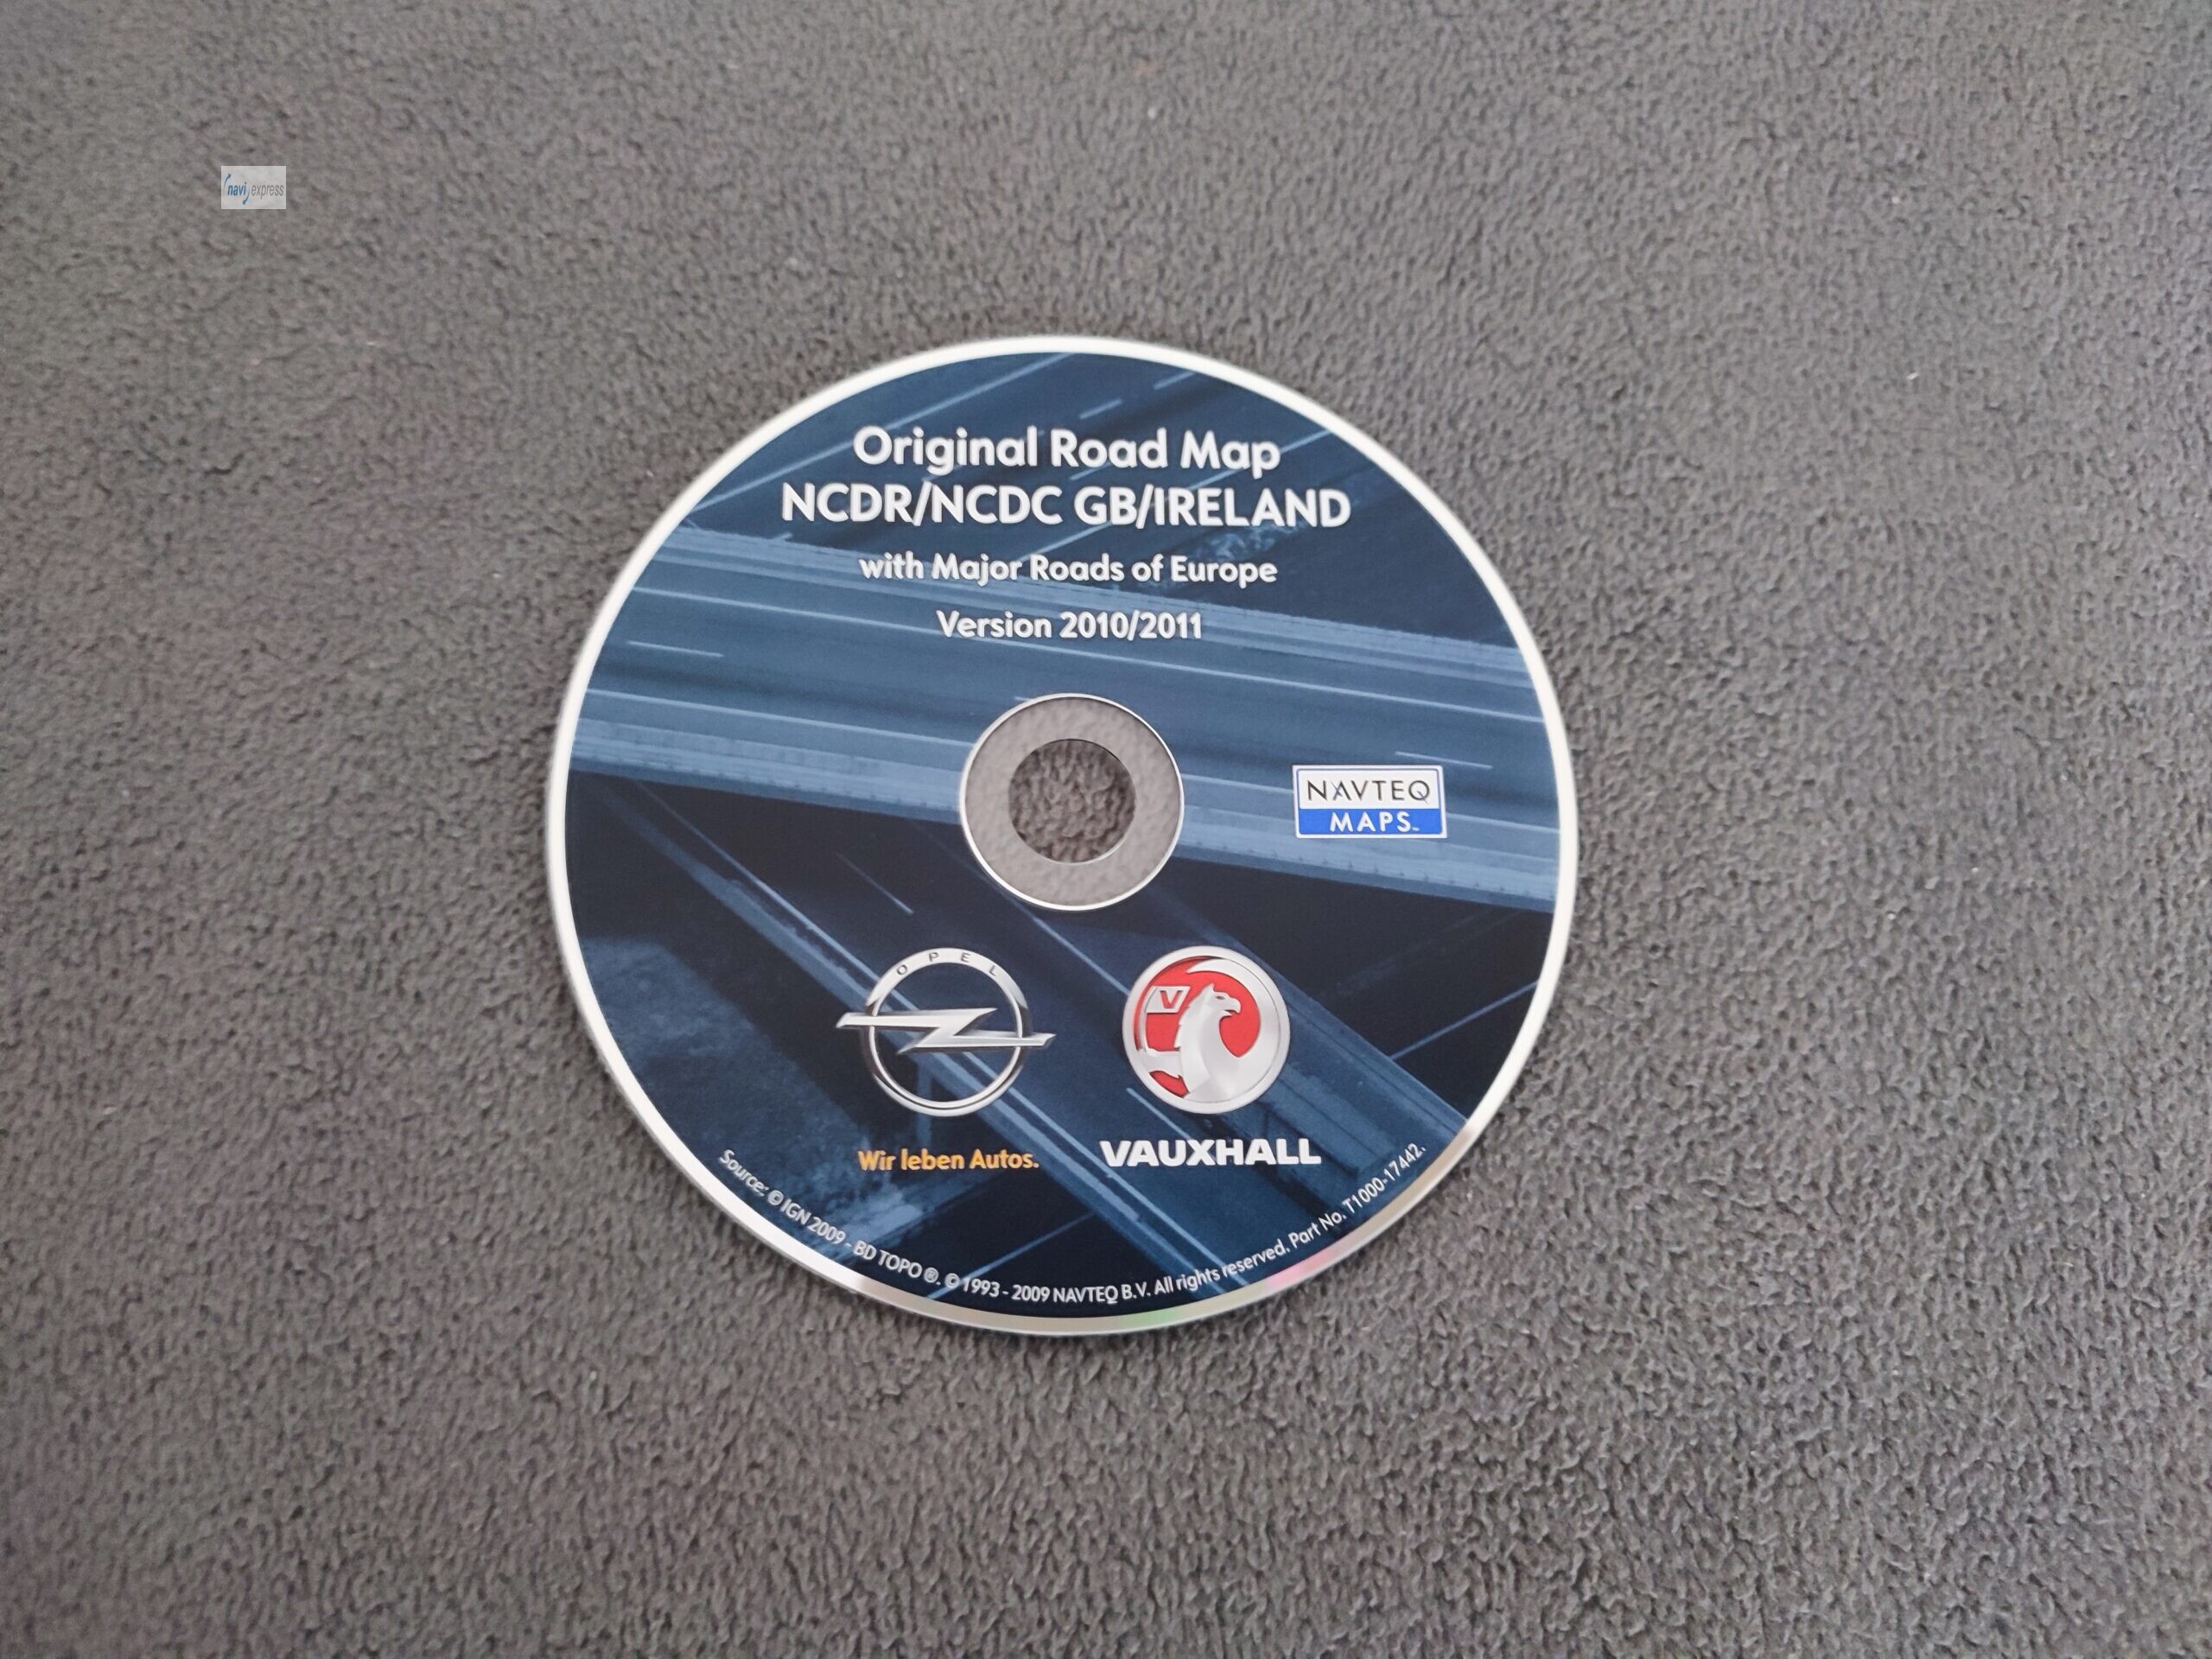 navi express
Original Road Map
NCDR/NCDC GB/IRELAND
with Major Roads of Europe
Version 2010/2011
NAVTEQ
MAPS™
OPEL
V
Wir leben Autos.
VAUXHALL
Source: © IGN 2009 - BD TOPO ®. © 1993 - 2009 NAVTEQ B.V. All rights reserved. Part No. T1000-17442.